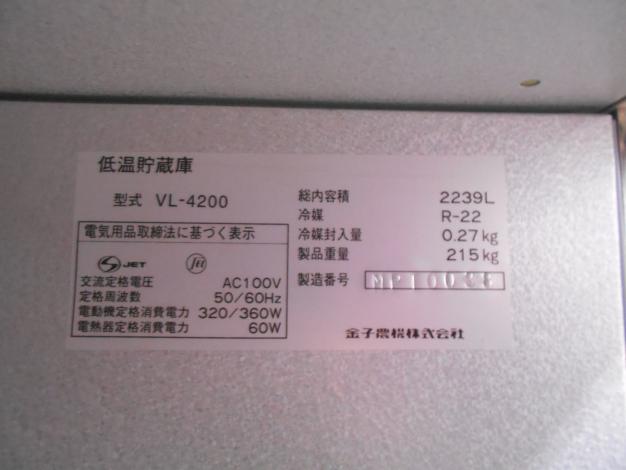 低温貯蔵庫
型式 VL-4200
電気用品取締法に基づく表示
JET
交流定格電圧 AC100V
定格周波数 50/60Hz
電動機定格消費電力 320/360W
電熱器定格消費電力 60W
総内容積 2239L
冷媒 R-22
冷媒封入量 0.27kg
製品重量 215kg
製造番号
金子農機株式会社